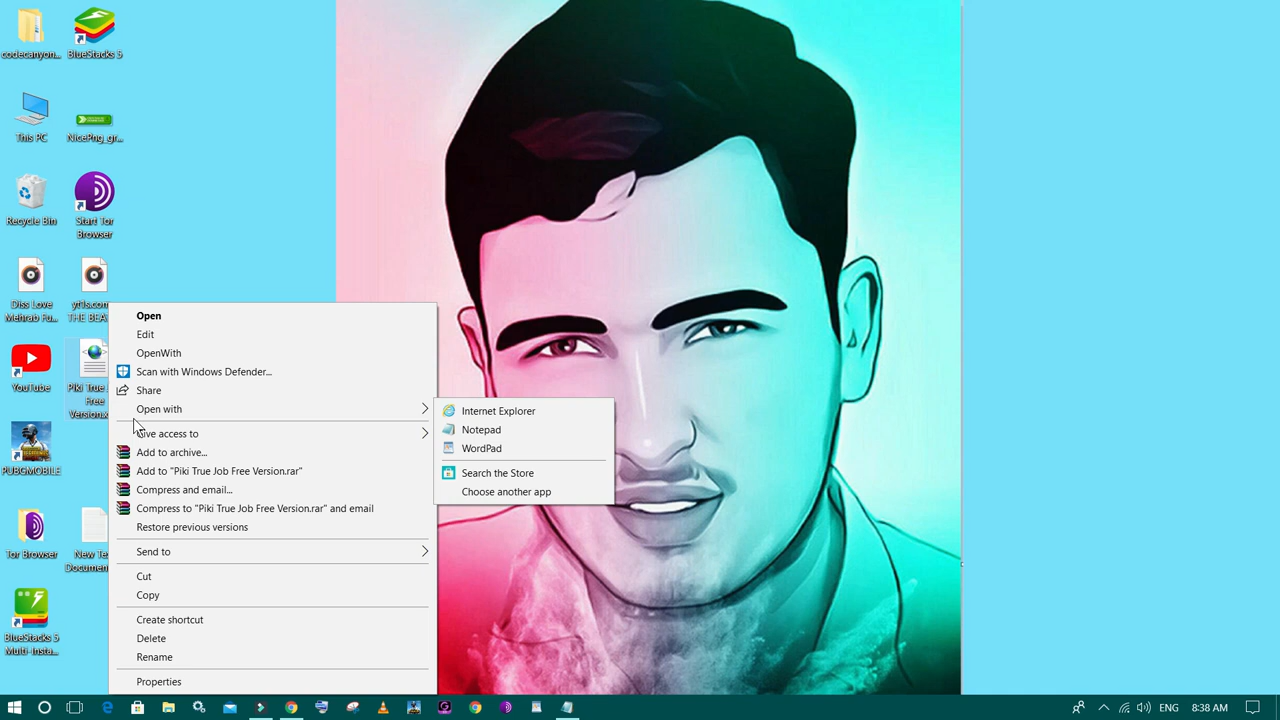 codecanyon...
BlueStacks 5
This PC
NicePng_gr...
Recycle Bin
Start Tor
Browser
Diss Love
Mehrab Fu...
yt1s.com
THE BEA
YouTube
Piki True
Free
Version.x
PUBGMOBILE
Tor Browser
New Te
Docume
BlueStacks 5
Multi-Insta...
Open
Edit
OpenWith
Scan with Windows Defender...
Share
Open with
Give access to
Add to archive...
Add to "Piki True Job Free Version.rar"
Compress and email...
Compress to "Piki True Job Free Version.rar" and email
Restore previous versions
Send to
Cut
Copy
Create shortcut
Delete
Rename
Properties
Internet Explorer
Notepad
WordPad
Search the Store
Choose another app
ENG
8:38 AM